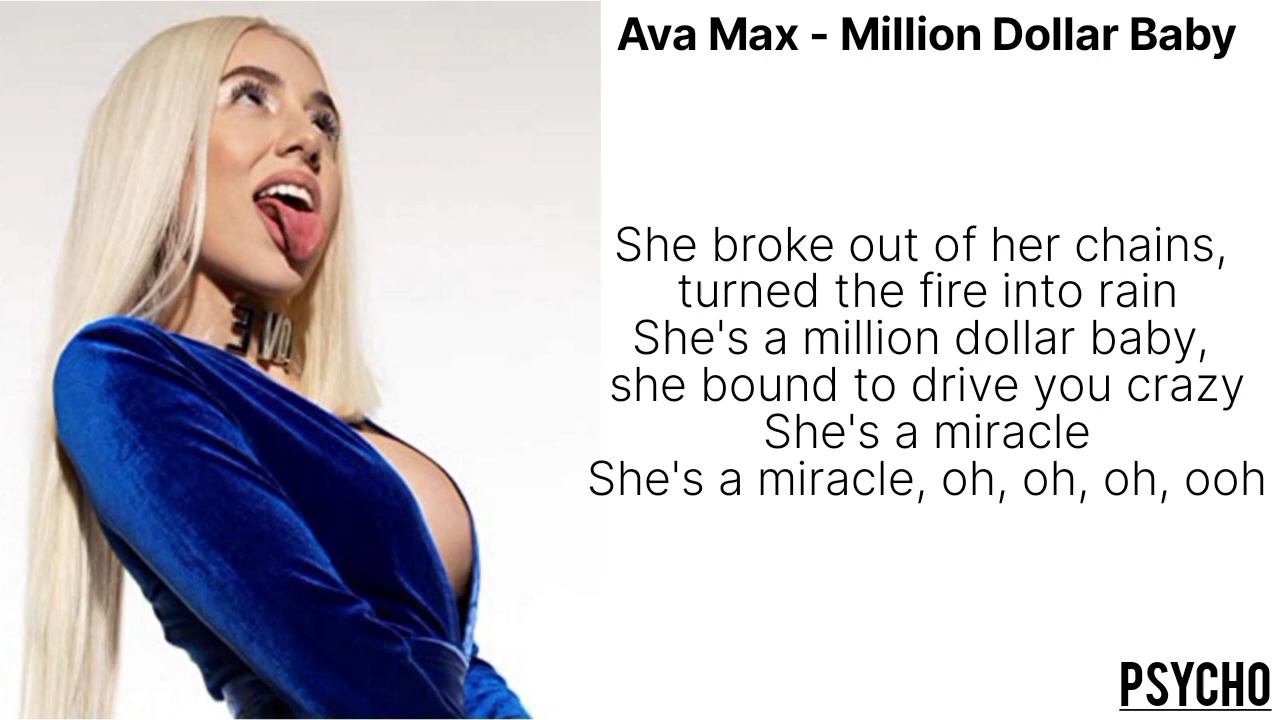 Ava Max - Million Dollar Baby
She broke out of her chains,
turned the fire into rain
She's a million dollar baby,
she bound to drive you crazy
She's a miracle
She's a miracle, oh, oh, oh, ooh
PSYCHO